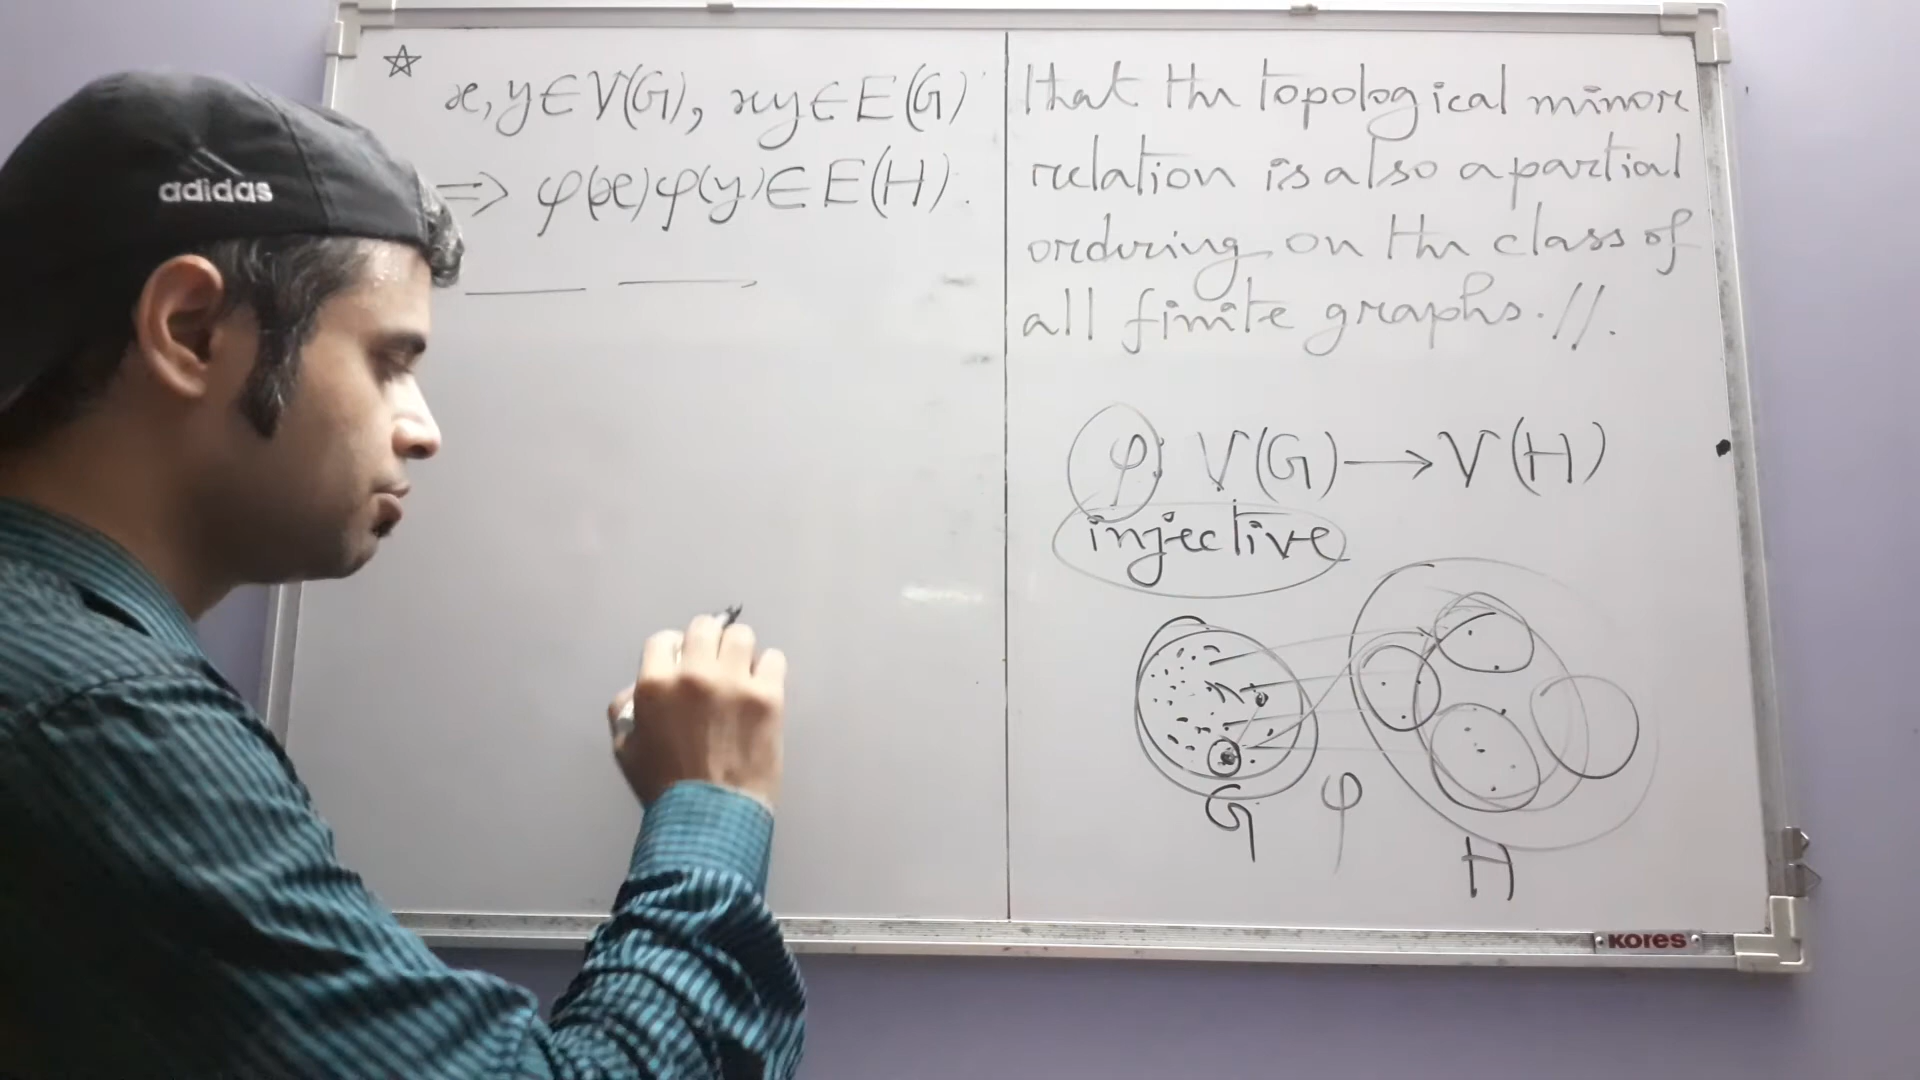 ☆
x, y ∈ V(G), xy ∈ E(G)
⇒ φ(x)φ(y) ∈ E(H).
that the topological minor
relation is also a partial
ordering on the class of
all finite graphs.//.
φ: V(G) → V(H)
injective
G φ H
adidas
KORES